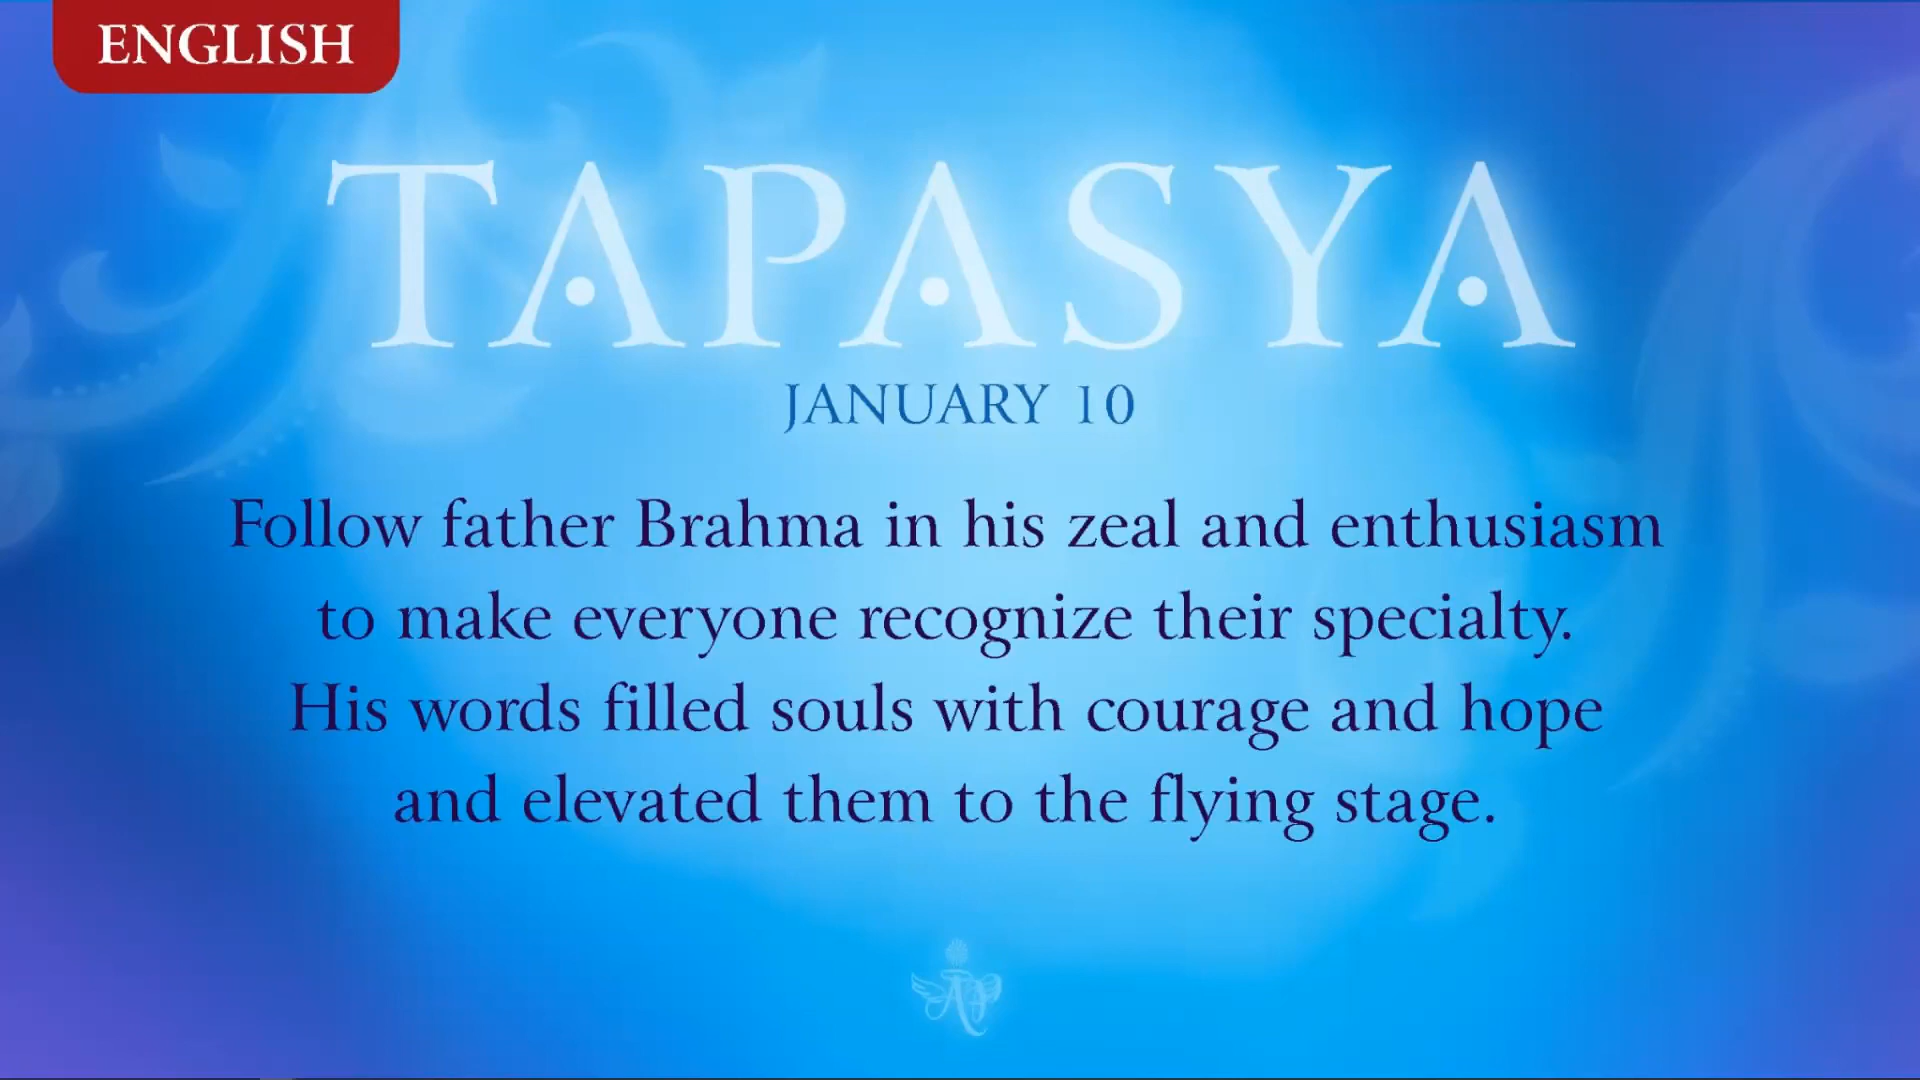 ENGLISH
TAPASYA
JANUARY 10
Follow father Brahma in his zeal and enthusiasm
to make everyone recognize their specialty.
His words filled souls with courage and hope
and elevated them to the flying stage.